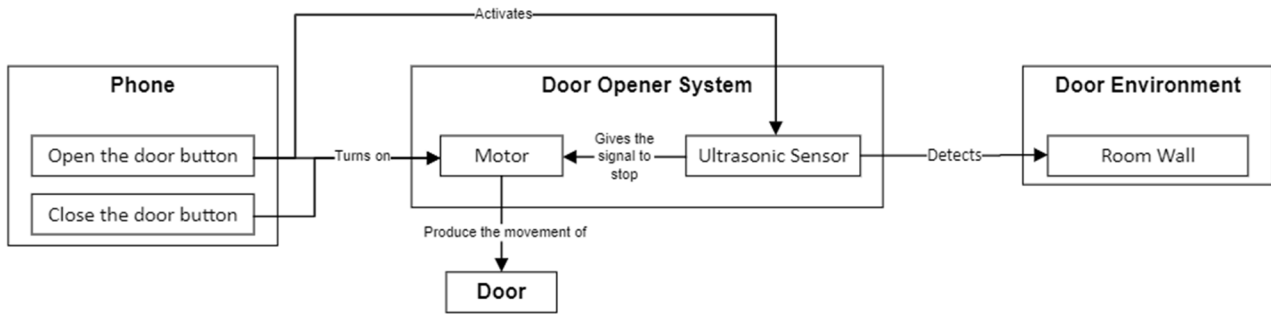 Activates
Phone
Door Opener System
Door Environment
Open the door button
Turns on
Motor
Gives the
signal to
stop
Ultrasonic Sensor
Detects
Room Wall
Close the door button
Produce the movement of
Door